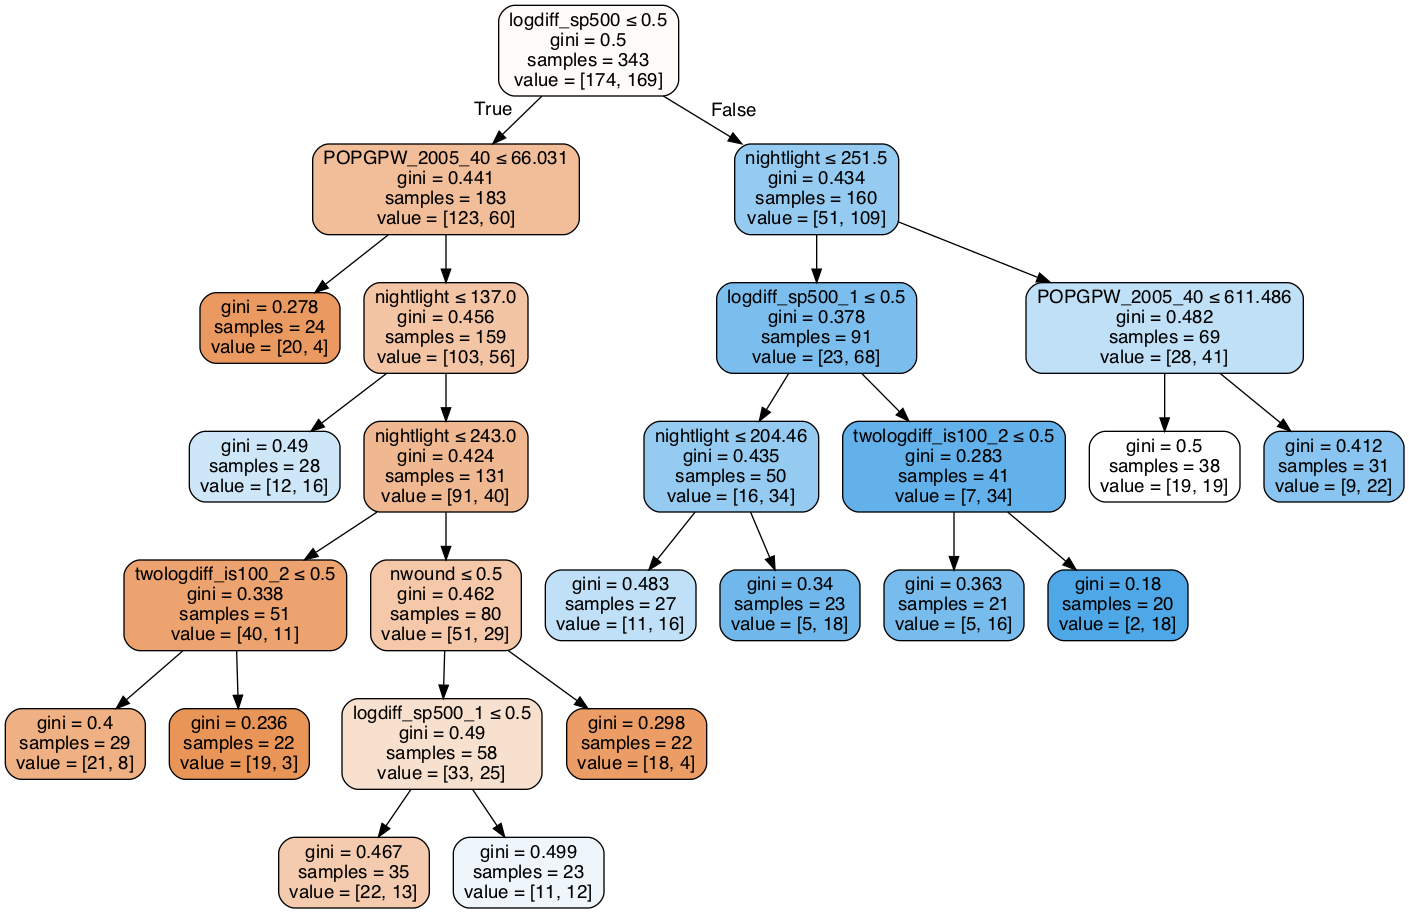 logdiff_sp500 ≤ 0.5
gini = 0.5
samples = 343
value = [174, 169]
True
False
POPGPW_2005_40 ≤ 66.031
gini = 0.441
samples = 183
value = [123, 60]
nightlight ≤ 251.5
gini = 0.434
samples = 160
value = [51, 109]
gini = 0.278
samples = 24
value = [20, 4]
nightlight ≤ 137.0
gini = 0.456
samples = 159
value = [103, 56]
logdiff_sp500_1 ≤ 0.5
gini = 0.378
samples = 91
value = [23, 68]
POPGPW_2005_40 ≤ 611.486
gini = 0.482
samples = 69
value = [28, 41]
gini = 0.49
samples = 28
value = [12, 16]
nightlight ≤ 243.0
gini = 0.424
samples = 131
value = [91, 40]
nightlight ≤ 204.46
gini = 0.435
samples = 50
value = [16, 34]
twologdiff_is100_2 ≤ 0.5
gini = 0.283
samples = 41
value = [7, 34]
gini = 0.5
samples = 38
value = [19, 19]
gini = 0.412
samples = 31
value = [9, 22]
twologdiff_is100_2 ≤ 0.5
gini = 0.338
samples = 51
value = [40, 11]
nwound ≤ 0.5
gini = 0.462
samples = 80
value = [51, 29]
gini = 0.483
samples = 27
value = [11, 16]
gini = 0.34
samples = 23
value = [5, 18]
gini = 0.363
samples = 21
value = [5, 16]
gini = 0.18
samples = 20
value = [2, 18]
gini = 0.4
samples = 29
value = [21, 8]
gini = 0.236
samples = 22
value = [19, 3]
logdiff_sp500_1 ≤ 0.5
gini = 0.49
samples = 58
value = [33, 25]
gini = 0.298
samples = 22
value = [18, 4]
gini = 0.467
samples = 35
value = [22, 13]
gini = 0.499
samples = 23
value = [11, 12]